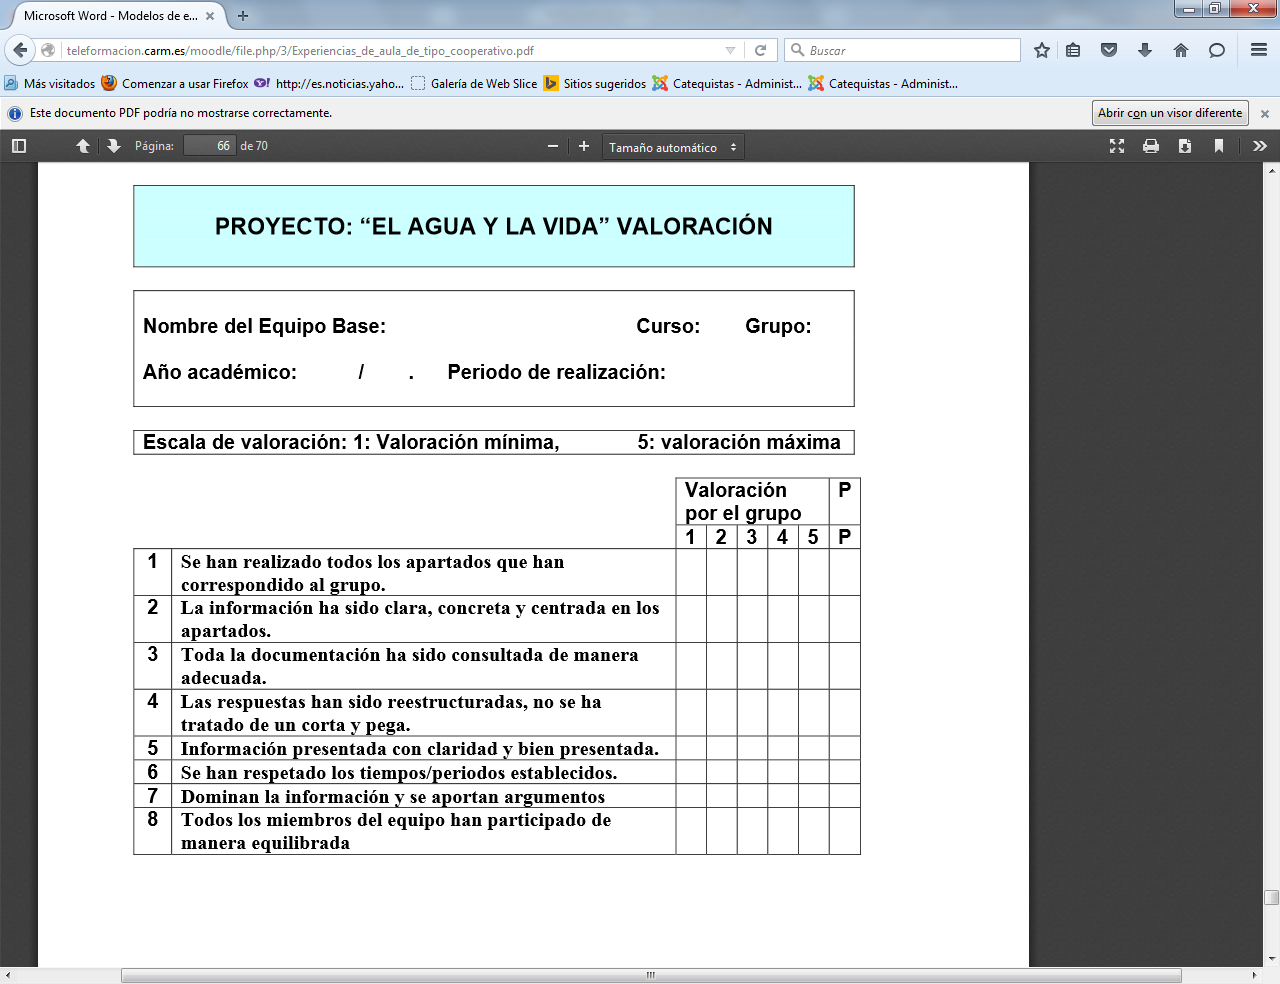 Microsoft Word - Modelos de e...
teleformacion.carm.es/moodle/file.php/3/Experiencias_de_aula_de_tipo_cooperativo.pdf
Buscar
Más visitados
Comenzar a usar Firefox
http://es.noticias.yaho...
Galería de Web Slice
Sitios sugeridos
Catequistas - Administ...
Catequistas - Administ...
Este documento PDF podría no mostrarse correctamente.
Abrir con un visor diferente
Página: 66 de 70
Tamaño automático
PROYECTO: “EL AGUA Y LA VIDA” VALORACIÓN
Nombre del Equipo Base: Curso: Grupo:
Año académico: / . Periodo de realización:
Escala de valoración: 1: Valoración mínima, 5: valoración máxima
Valoración P
por el grupo
1 2 3 4 5 P
1 Se han realizado todos los apartados que han
correspondido al grupo.
2 La información ha sido clara, concreta y centrada en los
apartados.
3 Toda la documentación ha sido consultada de manera
adecuada.
4 Las respuestas han sido reestructuradas, no se ha
tratado de un corta y pega.
5 Información presentada con claridad y bien presentada.
6 Se han respetado los tiempos/periodos establecidos.
7 Dominan la información y se aportan argumentos
8 Todos los miembros del equipo han participado de
manera equilibrada